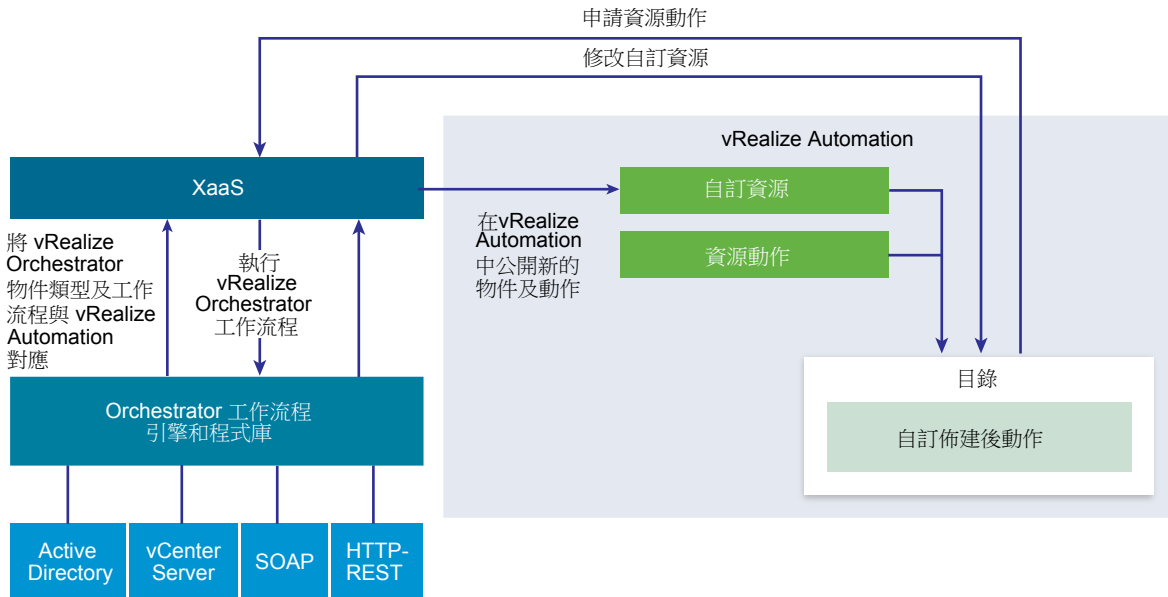 申請資源動作
修改自訂資源
vRealize Automation
XaaS
自訂資源
在vRealize
Automation
中公開新的
物件及動作
資源動作
將 vRealize
Orchestrator
物件類型及工作
流程與 vRealize
Automation
對應
執行
vRealize
Orchestrator
工作流程
目錄
自訂佈建後動作
Orchestrator 工作流程
引擎和程式庫
Active
Directory
vCenter
Server
SOAP
HTTP-
REST